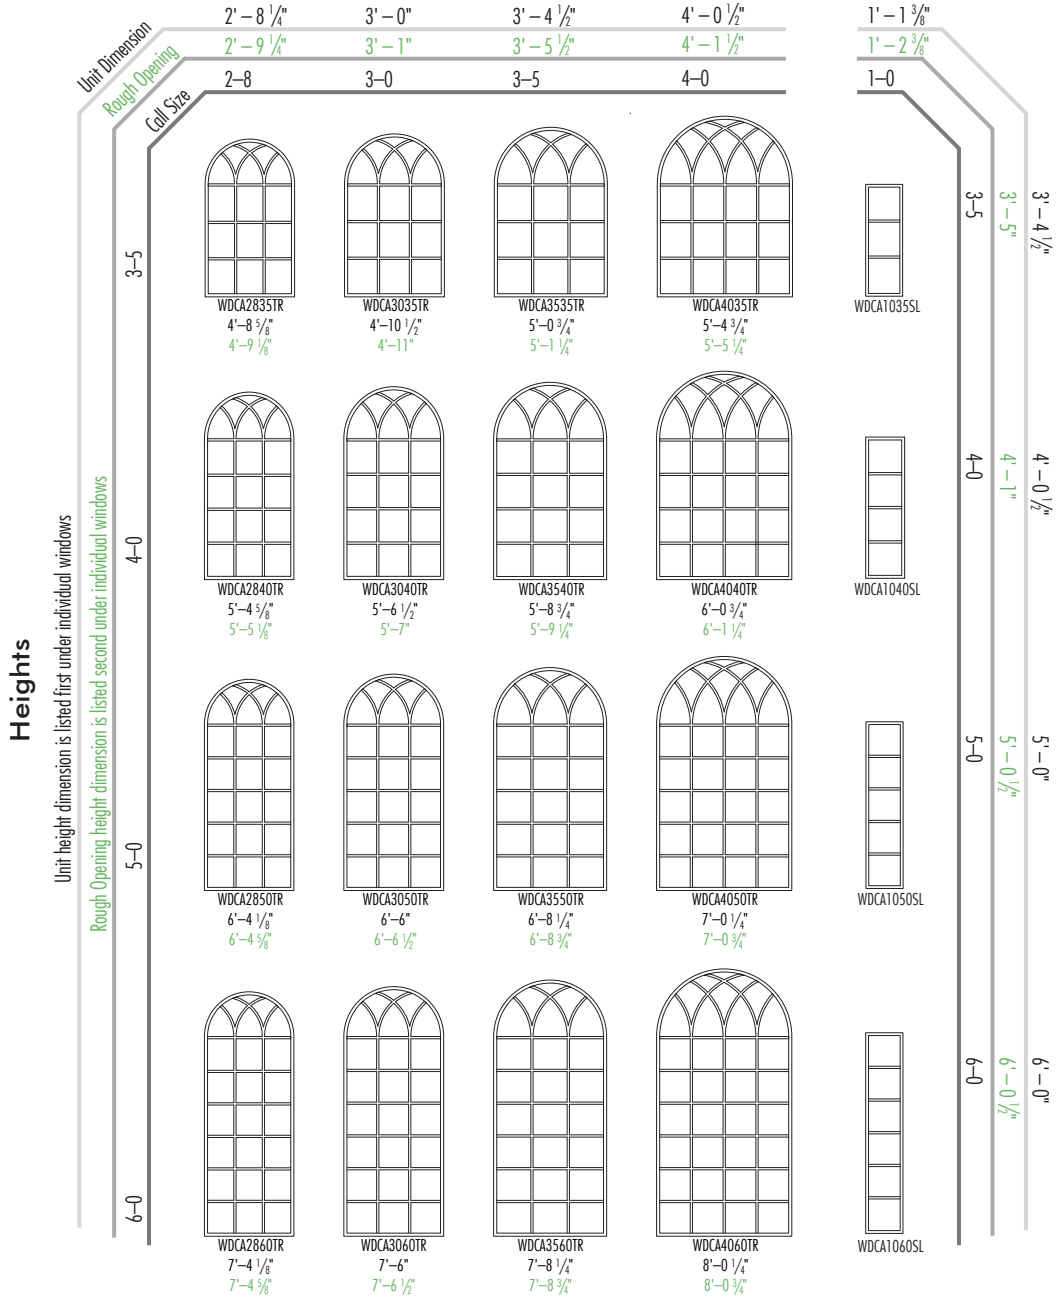 Unit Dimension 2' – 8 1/4" 3' – 0" 3' – 4 1/2" 4' – 0 1/2" 1' – 1 3/8"
Rough Opening 2' – 9 1/4" 3' – 1" 3' – 5 1/2" 4' – 1 1/2" 1' – 2 3/8"
Call Size 2–8 3–0 3–5 4–0 1–0
Heights
Unit height dimension is listed first under individual windows
Rough Opening height dimension is listed second under individual windows
3–5
3–5 3' – 5" 3' – 4 1/2"
WDCA2835TR WDCA3035TR WDCA3535TR WDCA4035TR WDCA1035SL
4'–8 5/8" 4'–10 1/2" 5'–0 3/4" 5'–4 3/4"
4'–9 1/8" 4'–11" 5'–1 1/4" 5'–5 1/4"
4–0
4–0 4' – 1" 4' – 0 1/2"
WDCA2840TR WDCA3040TR WDCA3540TR WDCA4040TR WDCA1040SL
5'–4 5/8" 5'–6 1/2" 5'–8 3/4" 6'–0 3/4"
5'–5 1/8" 5'–7" 5'–9 1/4" 6'–1 1/4"
5–0
5–0 5' – 0 1/2" 5' – 0"
WDCA2850TR WDCA3050TR WDCA3550TR WDCA4050TR WDCA1050SL
6'–4 1/8" 6'–6" 6'–8 1/4" 7'–0 1/4"
6'–4 5/8" 6'–6 1/2" 6'–8 3/4" 7'–0 3/4"
6–0
6–0 6' – 0 1/2" 6' – 0"
WDCA2860TR WDCA3060TR WDCA3560TR WDCA4060TR WDCA1060SL
7'–4 1/8" 7'–6" 7'–8 1/4" 8'–0 1/4"
7'–4 5/8" 7'–6 1/2" 7'–8 3/4" 8'–0 3/4"